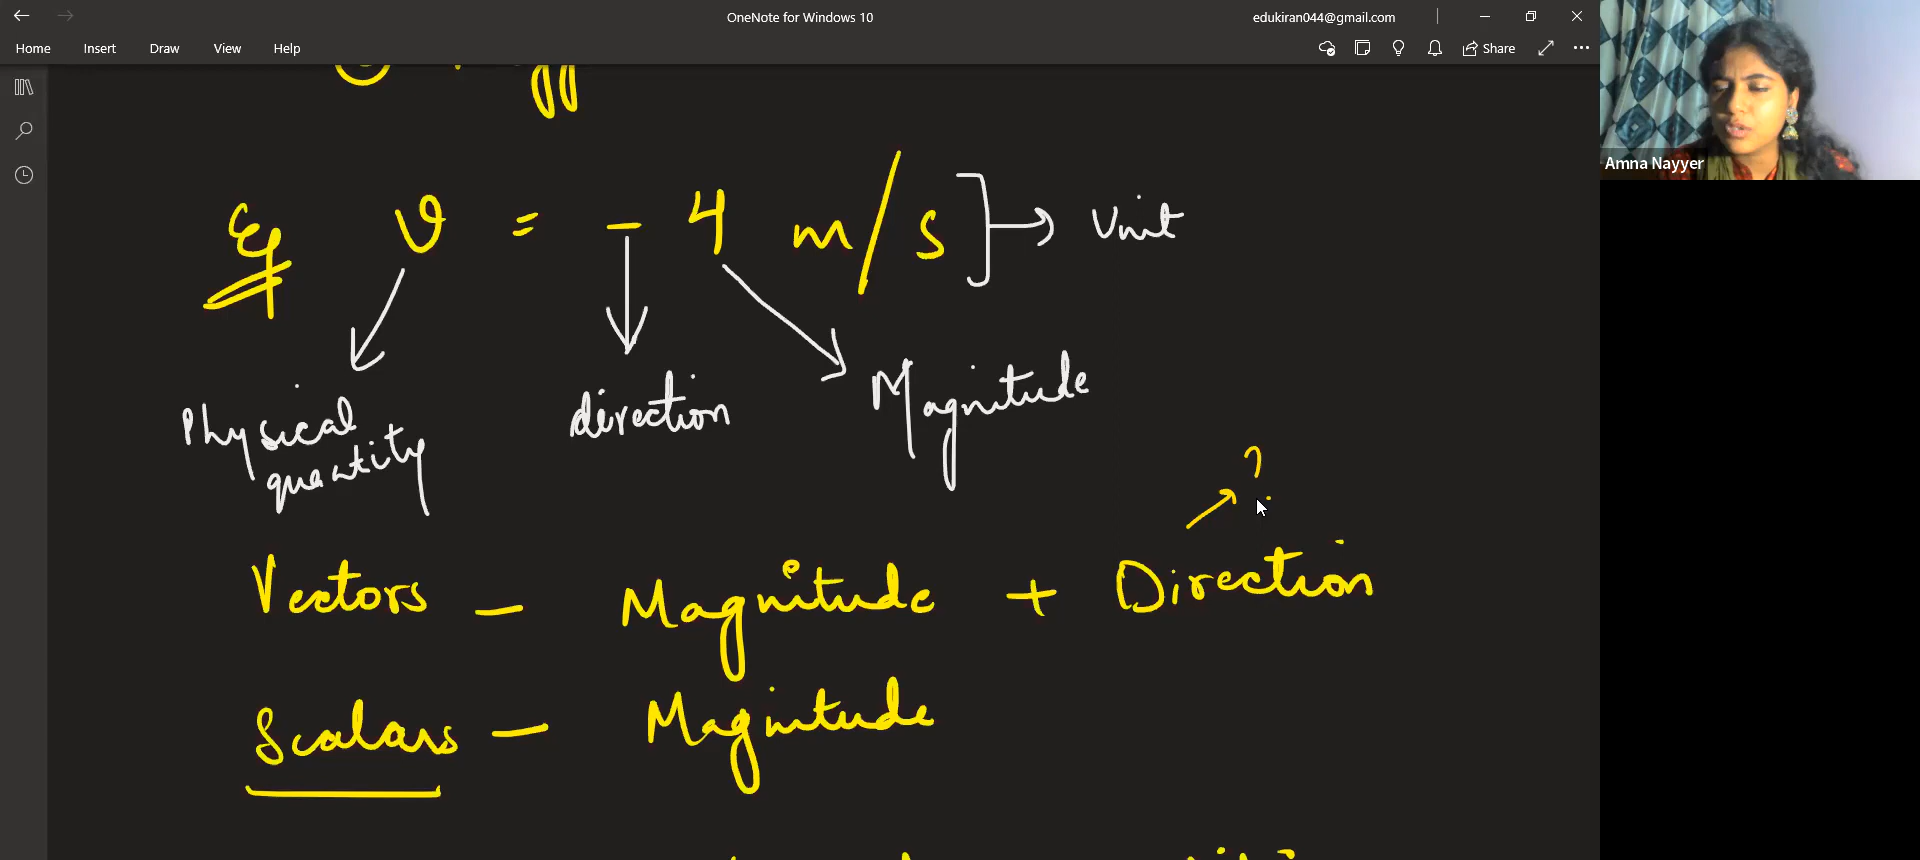 OneNote for Windows 10
edukiran044@gmail.com
Home Insert Draw View Help
Share
Amna Nayyer
Eg v = - 4 m/s → Unit
Physical quantity
direction
Magnitude
?
Vectors - Magnitude + Direction
Scalars - Magnitude